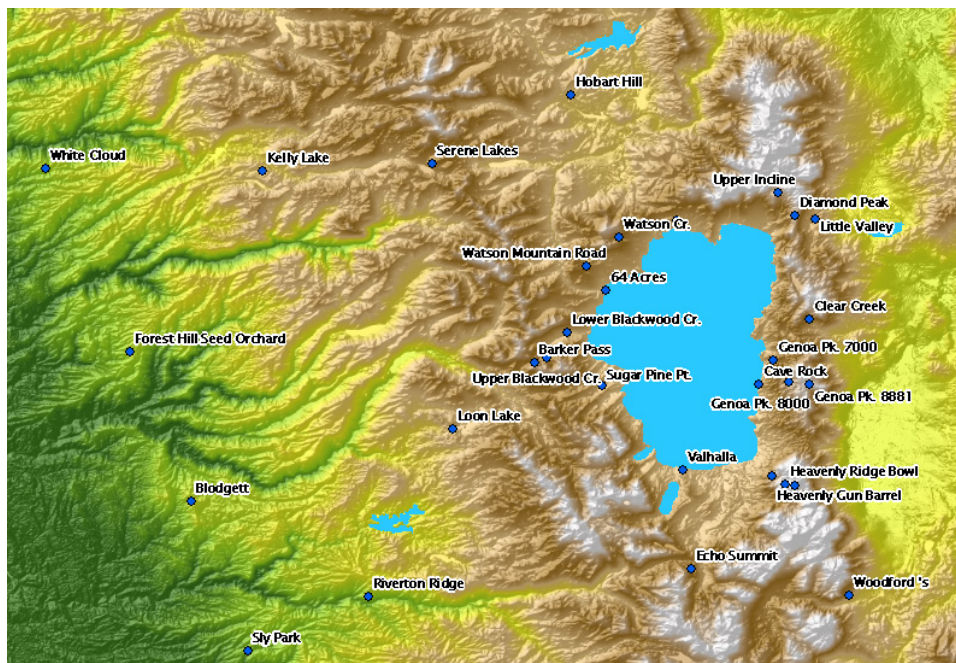 Hobart Hill
White Cloud
Kelly Lake
Serene Lakes
Upper Incline
Diamond Peak
Little Valley
Watson Cr.
Watson Mountain Road
64 Acres
Clear Creek
Lower Blackwood Cr.
Forest Hill Seed Orchard
Barker Pass
Genoa Pk. 7000
Upper Blackwood Cr.
Sugar Pine Pt.
Cave Rock
Genoa Pk. 8000
Genoa Pk. 8881
Loon Lake
Valhalla
Heavenly Ridge Bowl
Blodgett
Heavenly Gun Barrel
Echo Summit
Riverton Ridge
Woodford 's
Sly Park